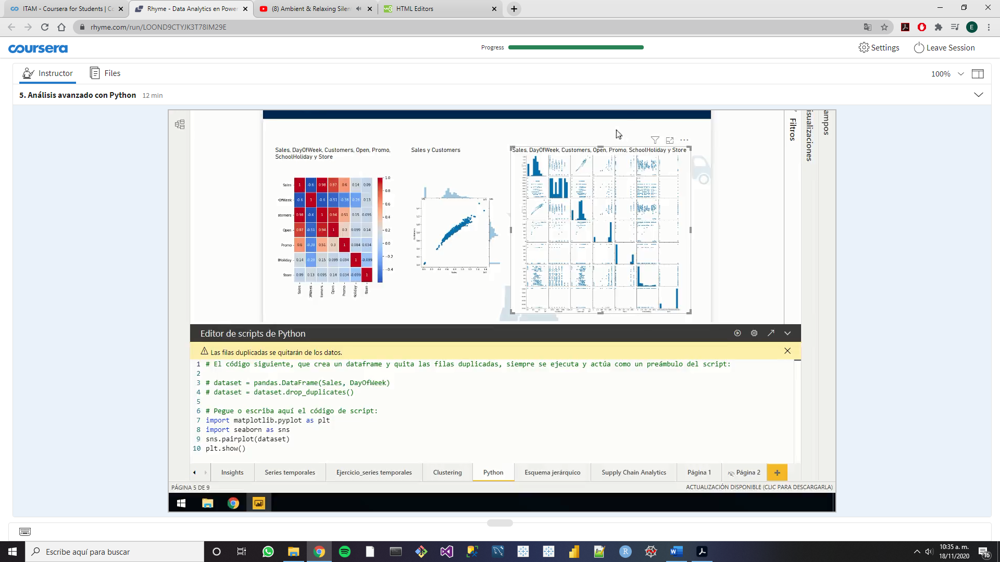 ITAM - Coursera for Students | Co
Rhyme - Data Analytics en Power
(8) Ambient & Relaxing Silen
HTML Editors
rhyme.com/run/LOOND9CTYJK3T78IM29E
E
coursera
Progress
Settings
Leave Session
Instructor
Files
100%
5. Análisis avanzado con Python 12 min
Filtros
isualizaciones
ampos
Sales, DayOfWeek, Customers, Open, Promo,
SchoolHoliday y Store
Sales y Customers
Sales, DayOfWeek, Customers, Open, Promo, SchoolHoliday y Store
Sales 1 -0.6 0.98 0.87 0.6 0.14 0.09
OfWeek -0.6 1 -0.6 -0.51 -0.38 -0.28 0.13
stomers 0.98 -0.6 1 0.94 0.51 0.15 0.095
Open 0.87 -0.51 0.94 1 0.3 0.099 0.14
Promo 0.6 0.51 0.3 1 0.084 0.034
lHoliday 0.14 -0.28 0.15 0.099 0.084 1 -0.099
Store 0.09 0.13 0.095 0.14 0.034 -0.099 1
1.0
0.8
0.6
0.4
0.2
0.0
−0.2
−0.4
Sales
Week
tomers
Open
Promo
Holiday
Store
Customers
Sales
Editor de scripts de Python
Las filas duplicadas se quitarán de los datos.
1 # El código siguiente, que crea un dataframe y quita las filas duplicadas, siempre se ejecuta y actúa como un preámbulo del script:
2
3 # dataset = pandas.DataFrame(Sales, DayOfWeek)
4 # dataset = dataset.drop_duplicates()
5
6 # Pegue o escriba aquí el código de script:
7 import matplotlib.pyplot as plt
8 import seaborn as sns
9 sns.pairplot(dataset)
10 plt.show()
Insights
Series temporales
Ejercicio_series temporales
Clustering
Python
Esquema jerárquico
Supply Chain Analytics
Página 1
Página 2
PÁGINA 5 DE 9
ACTUALIZACIÓN DISPONIBLE (CLIC PARA DESCARGARLA)
Escribe aquí para buscar
10:35 a. m.
18/11/2020
16